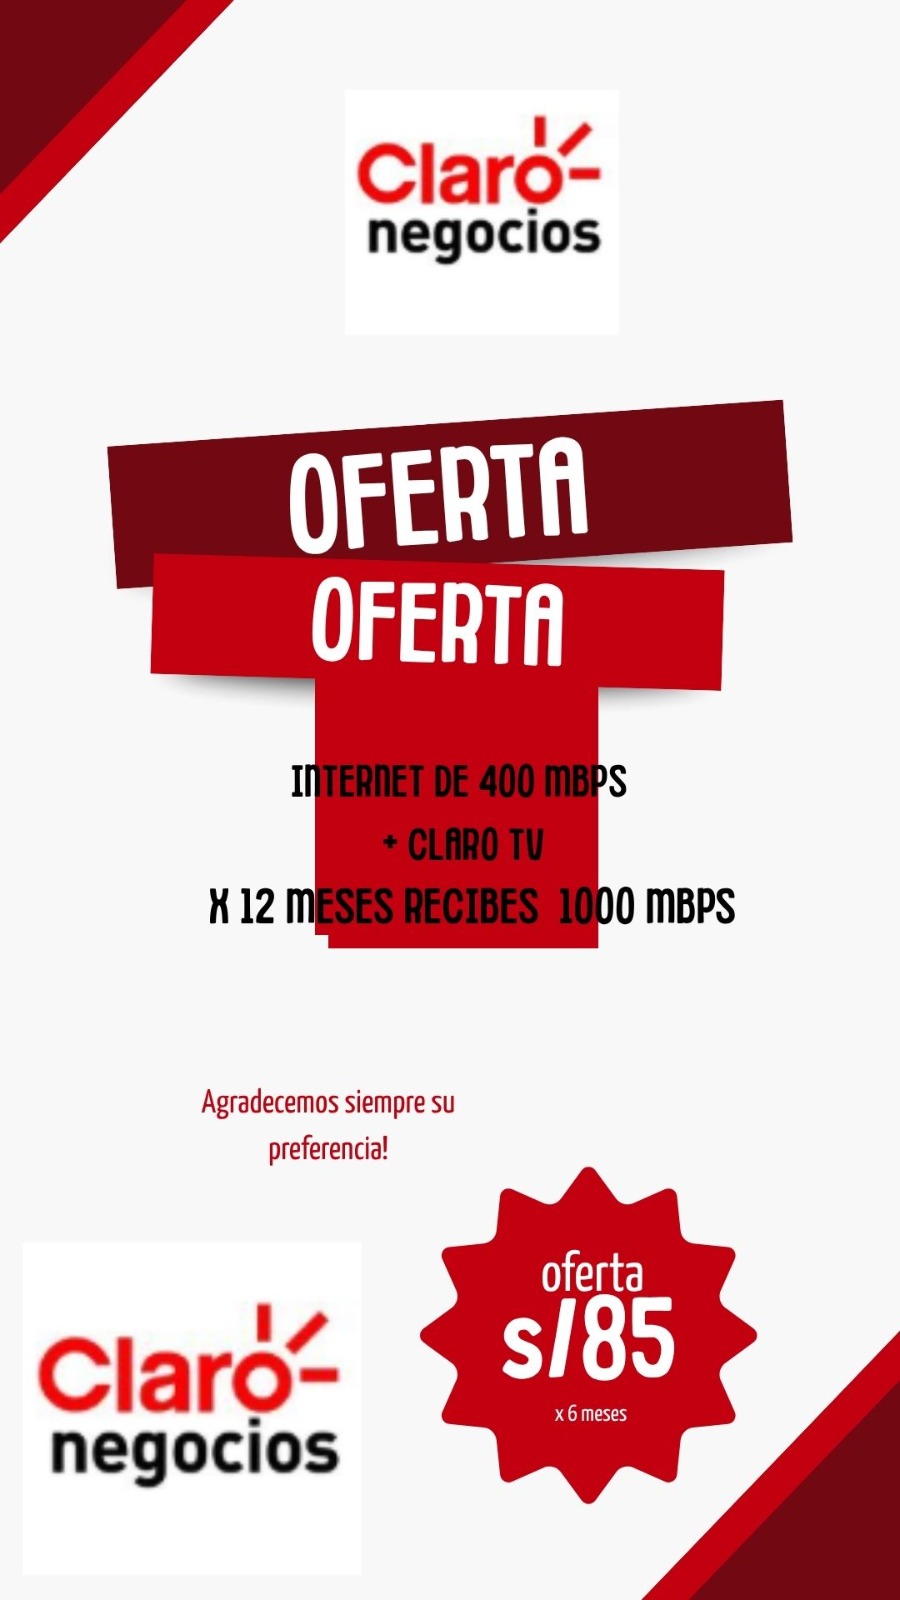 Claro
negocios
OFERTA
OFERTA
INTERNET DE 400 MBPS
+ CLARO TV
X 12 MESES RECIBES 1000 MBPS
Agradecemos siempre su
preferencia!
oferta
s/85
x 6 meses
Claro
negocios